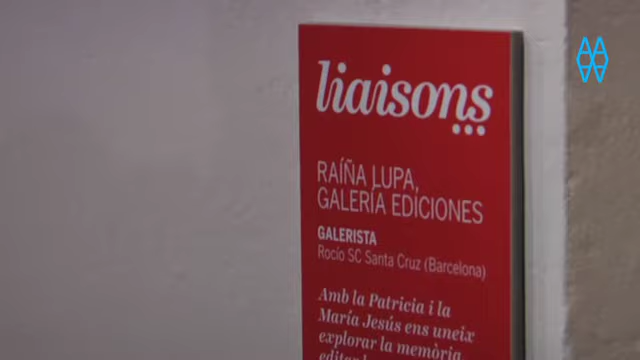 liaisons...
RAÍÑA LUPA,
GALERÍA EDICIONES
GALERISTA
Rocío SC Santa Cruz (Barcelona)
Amb la Patricia i la
María Jesús ens uneix
explorar la memòria